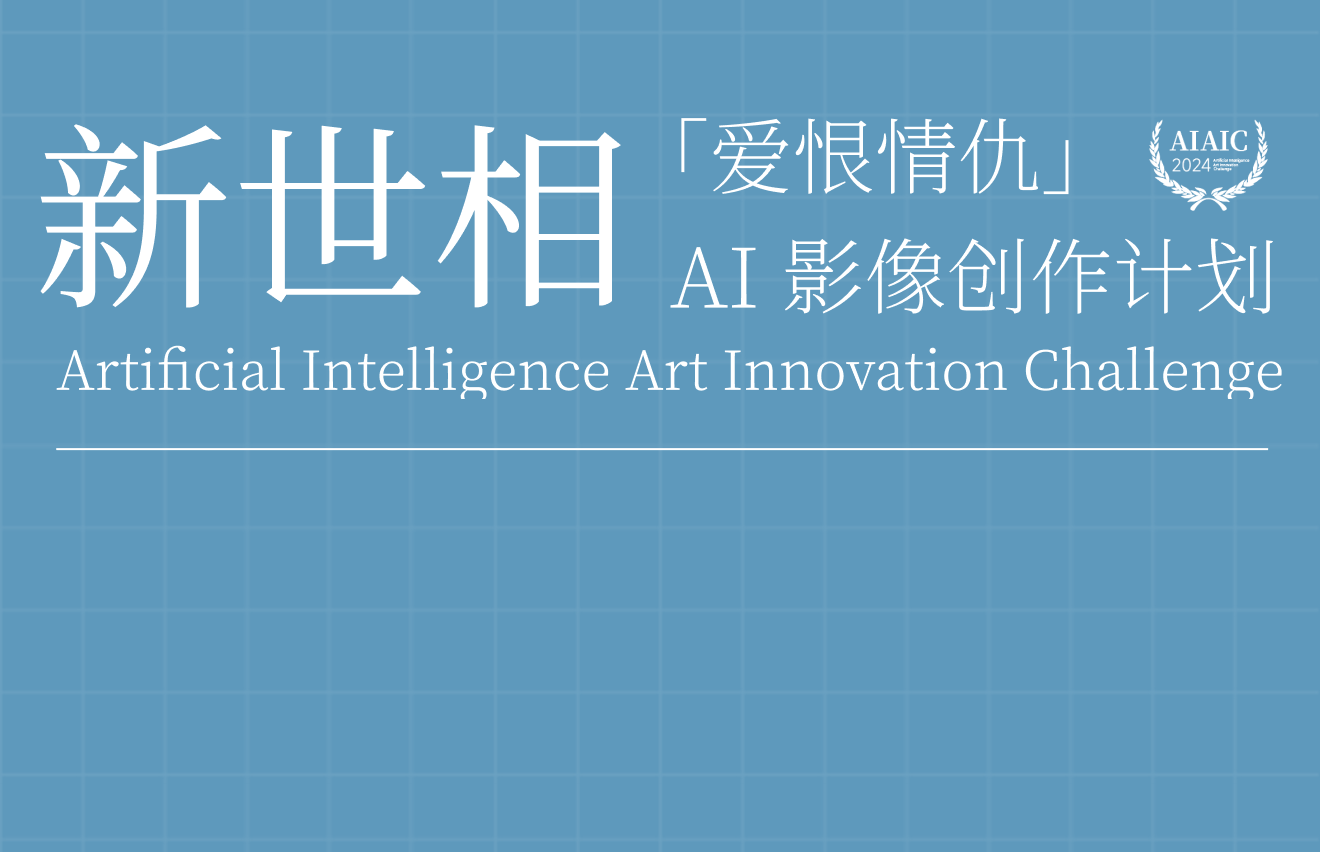 新世相
「爱恨情仇」
AIAIC
2024 Artificial Intelligence
Art Innovation
Challenge
AI 影像创作计划
Artificial Intelligence Art Innovation Challenge